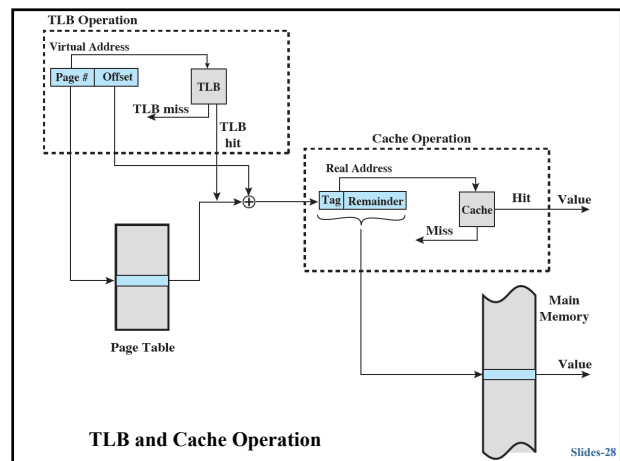 TLB Operation
Virtual Address
Page # Offset
TLB
TLB miss
TLB
hit
Cache Operation
Real Address
Tag Remainder
Cache
Hit
Value
Miss
Page Table
Main
Memory
Value
TLB and Cache Operation
Slides-28